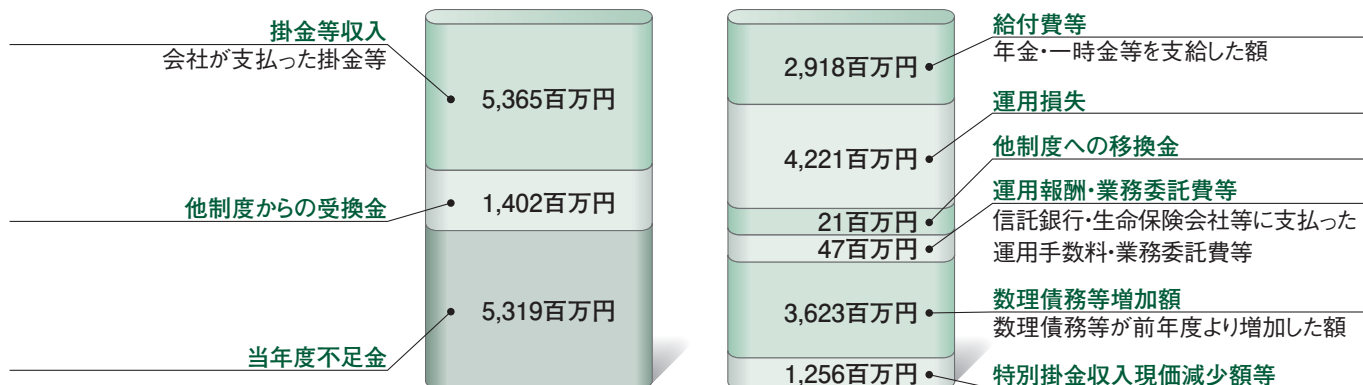 掛金等収入
会社が支払った掛金等
5,365百万円
他制度からの受換金
1,402百万円
当年度不足金
5,319百万円
給付費等
年金・一時金等を支給した額
2,918百万円
運用損失
4,221百万円
他制度への移換金
21百万円
運用報酬・業務委託費等
信託銀行・生命保険会社等に支払った
運用手数料・業務委託費等
47百万円
数理債務等増加額
数理債務等が前年度より増加した額
3,623百万円
特別掛金収入現価減少額等
1,256百万円